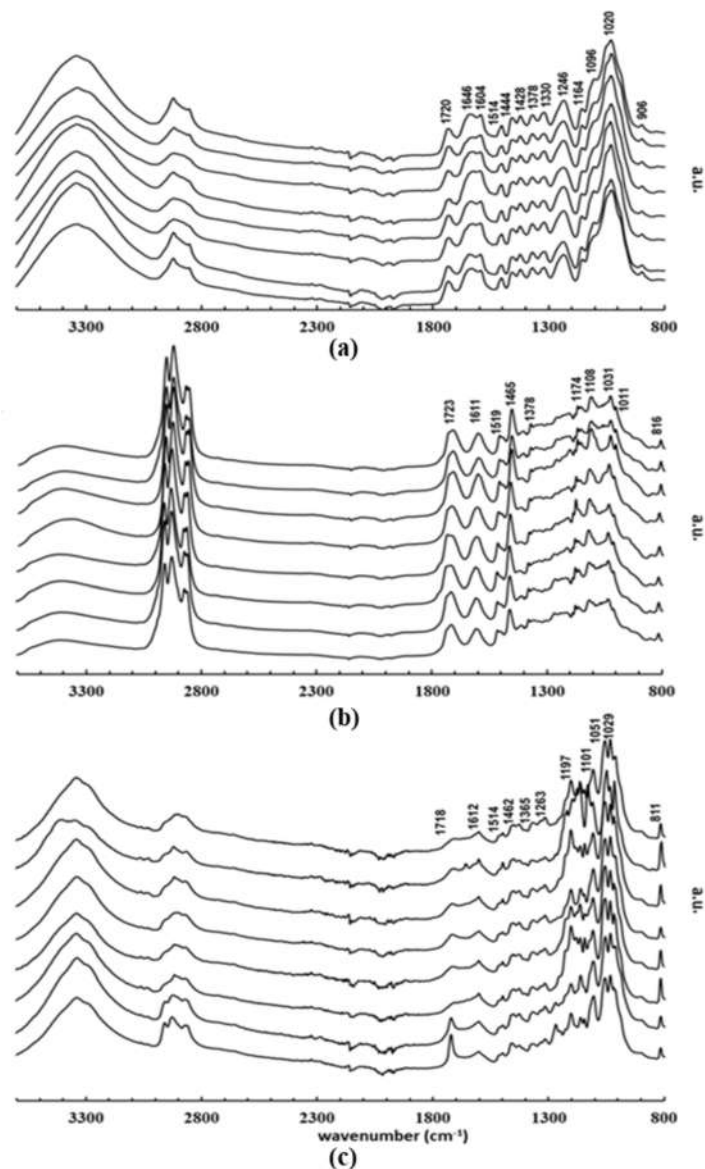 1720 1646 1604 1514 1444 1428 1378 1330 1246 1164 1096 1020 906
a.u.
3300 2800 2300 1800 1300 800
(a)
1723 1611 1519 1465 1378 1174 1108 1031 1011 816
a.u.
3300 2800 2300 1800 1300 800
(b)
1718 1612 1514 1462 1365 1263 1197 1101 1051 1029 811
a.u.
3300 2800 2300 1800 1300 800
wavenumber (cm⁻¹)
(c)